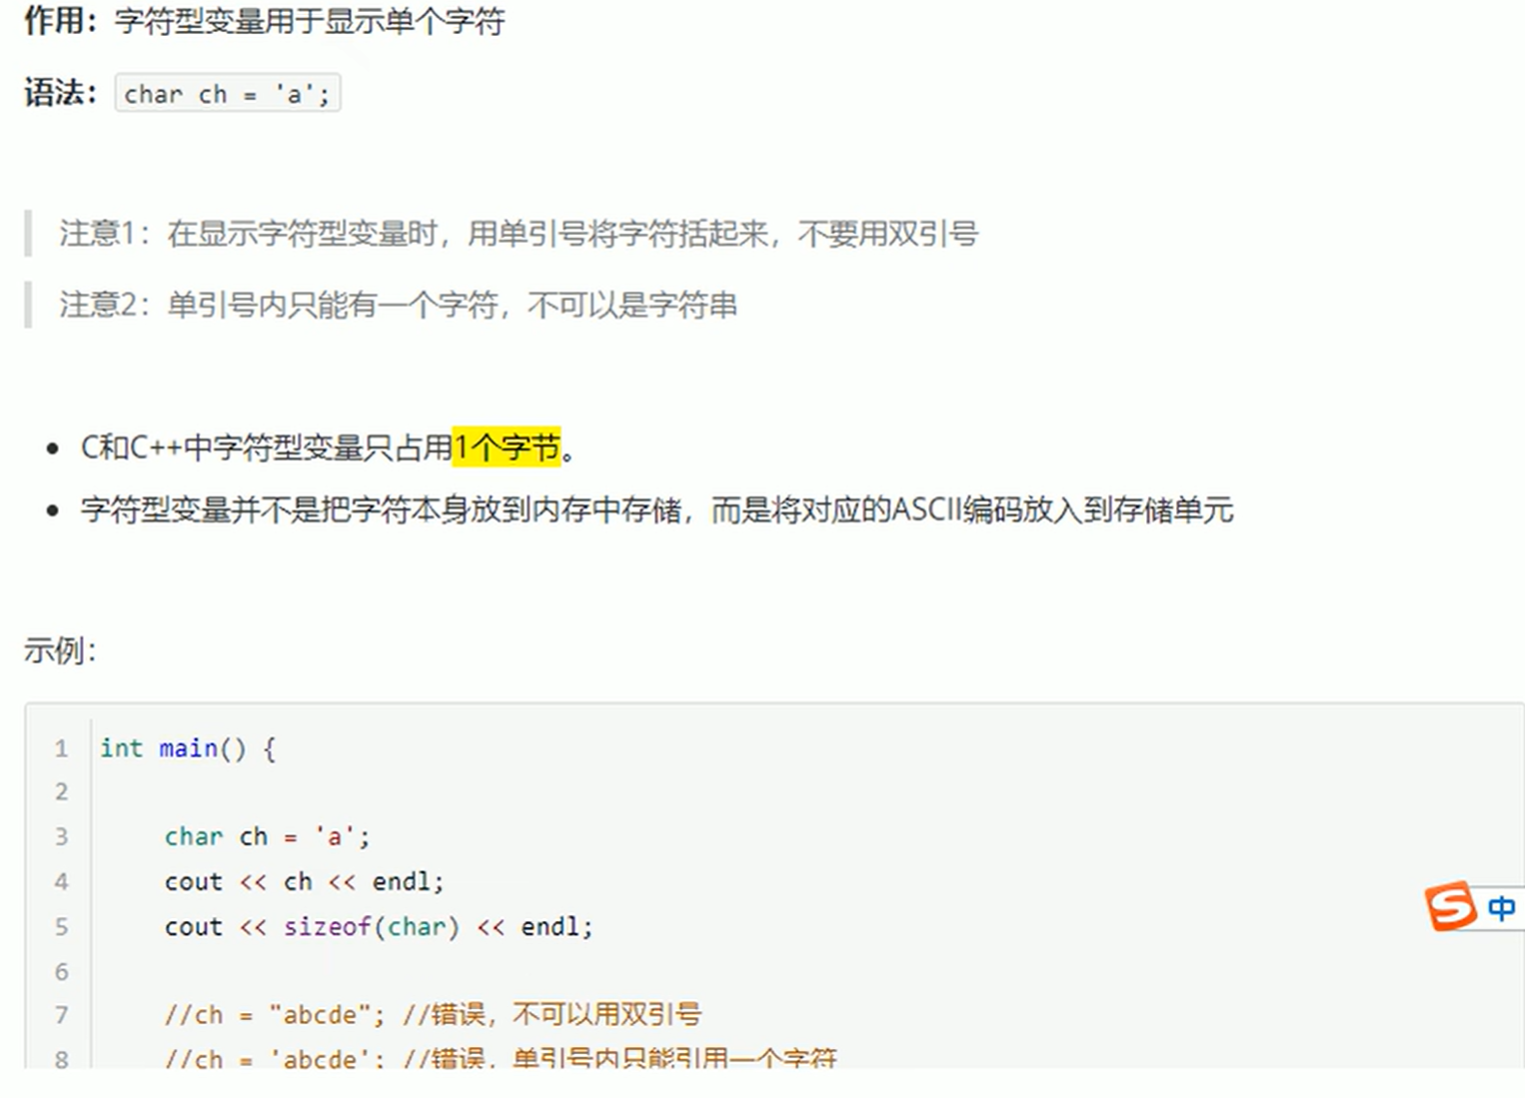 作用：字符型变量用于显示单个字符
语法：char ch = 'a';
注意1：在显示字符型变量时，用单引号将字符括起来，不要用双引号
注意2：单引号内只能有一个字符，不可以是字符串
C和C++中字符型变量只占用1个字节。
字符型变量并不是把字符本身放到内存中存储，而是将对应的ASCII编码放入到存储单元
示例：
1 int main() {
2
3 char ch = 'a';
4 cout << ch << endl;
5 cout << sizeof(char) << endl;
6
7 //ch = "abcde"; //错误，不可以用双引号
8 //ch = 'abcde'; //错误，单引号内只能引用一个字符
S 中